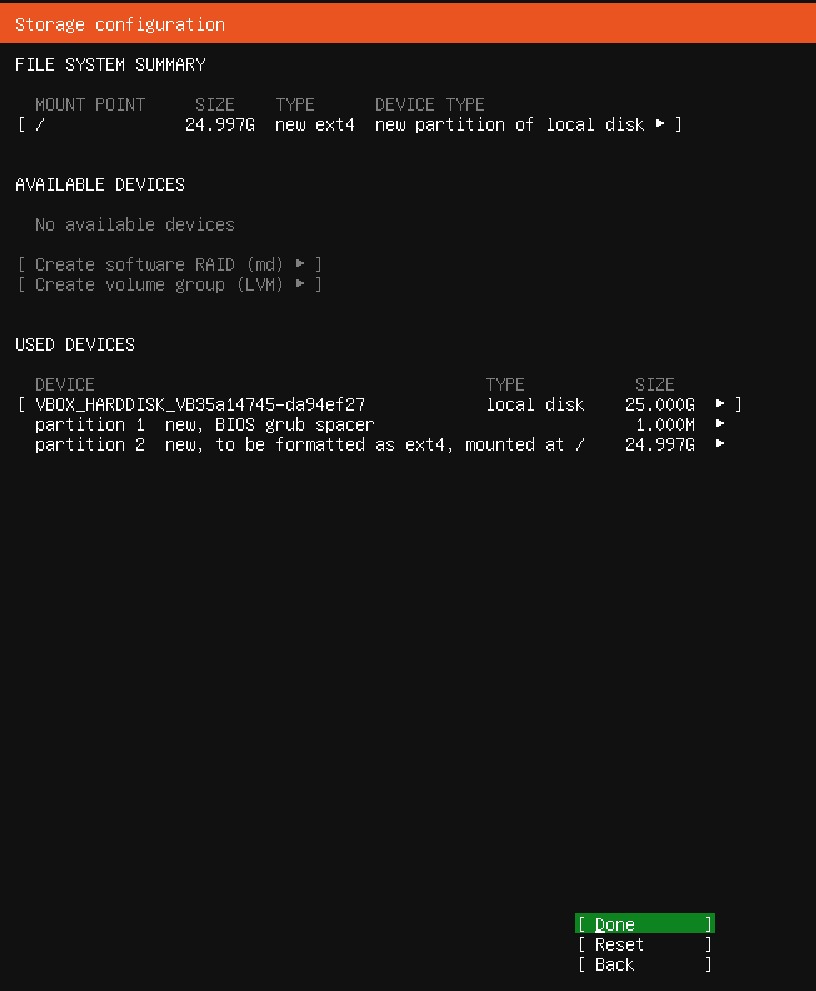 Storage configuration
FILE SYSTEM SUMMARY
MOUNT POINT SIZE TYPE DEVICE TYPE
[ / 24.997G new ext4 new partition of local disk ▸ ]
AVAILABLE DEVICES
No available devices
[ Create software RAID (md) ▸ ]
[ Create volume group (LVM) ▸ ]
USED DEVICES
DEVICE TYPE SIZE
[ VBOX_HARDDISK_VB35a14745-da94ef27 local disk 25.000G ▸ ]
partition 1 new, BIOS grub spacer 1.000M ▸
partition 2 new, to be formatted as ext4, mounted at / 24.997G ▸
[ Done ]
[ Reset ]
[ Back ]